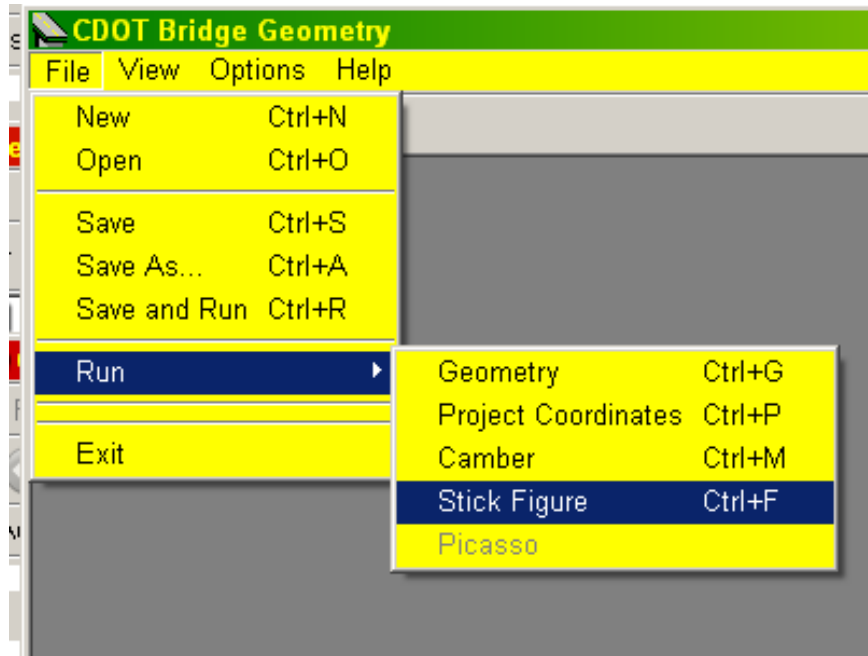 CDOT Bridge Geometry
File View Options Help
New Ctrl+N
Open Ctrl+O
Save Ctrl+S
Save As... Ctrl+A
Save and Run Ctrl+R
Run
Exit
Geometry Ctrl+G
Project Coordinates Ctrl+P
Camber Ctrl+M
Stick Figure Ctrl+F
Picasso